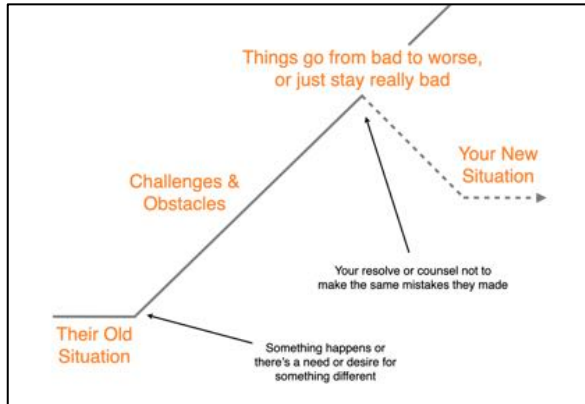 Things go from bad to worse,
or just stay really bad
Your New
Situation
Challenges &
Obstacles
Your resolve or counsel not to
make the same mistakes they made
Their Old
Situation
Something happens or
there's a need or desire for
something different